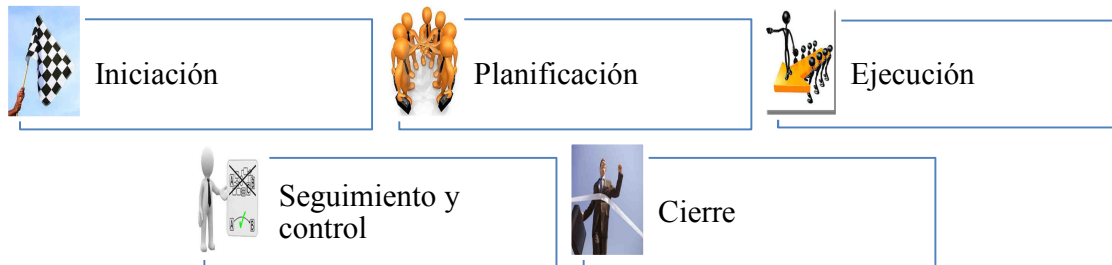 Iniciación
Planificación
Ejecución
Seguimiento y
control
Cierre